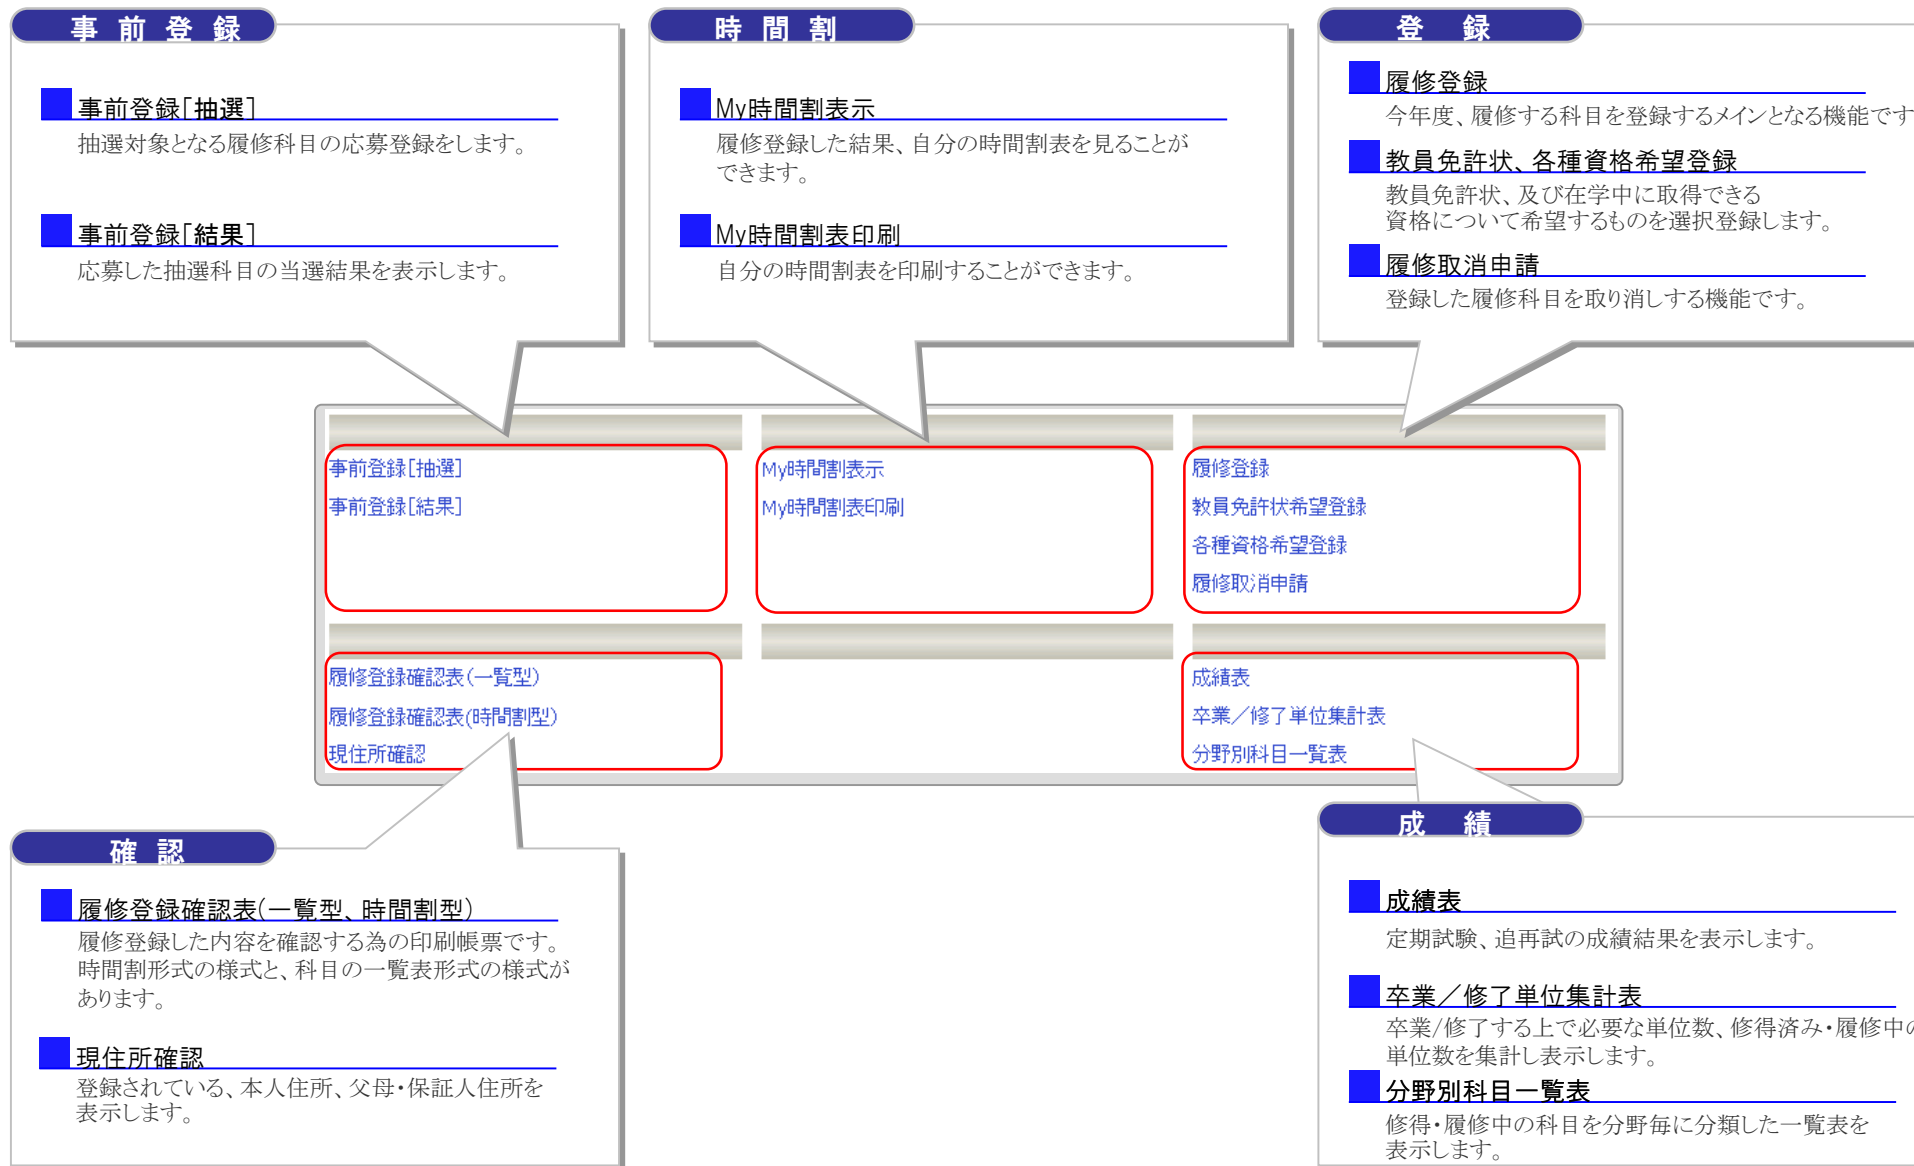 事前登録
事前登録[抽選]
抽選対象となる履修科目の応募登録をします。
事前登録[結果]
応募した抽選科目の当選結果を表示します。
時間割
My時間割表示
履修登録した結果、自分の時間割表を見ることが
できます。
My時間割表印刷
自分の時間割表を印刷することができます。
登録
履修登録
今年度、履修する科目を登録するメインとなる機能です
教員免許状、各種資格希望登録
教員免許状、及び在学中に取得できる
資格について希望するものを選択登録します。
履修取消申請
登録した履修科目を取り消しする機能です。
事前登録[抽選]
事前登録[結果]
My時間割表示
My時間割表印刷
履修登録
教員免許状希望登録
各種資格希望登録
履修取消申請
履修登録確認表(一覧型)
履修登録確認表(時間割型)
現住所確認
成績表
卒業／修了単位集計表
分野別科目一覧表
確認
履修登録確認表(一覧型、時間割型)
履修登録した内容を確認する為の印刷帳票です。
時間割形式の様式と、科目の一覧表形式の様式が
あります。
現住所確認
登録されている、本人住所、父母・保証人住所を
表示します。
成績
成績表
定期試験、追再試の成績結果を表示します。
卒業／修了単位集計表
卒業/修了する上で必要な単位数、修得済み・履修中の
単位数を集計し表示します。
分野別科目一覧表
修得・履修中の科目を分野毎に分類した一覧表を
表示します。